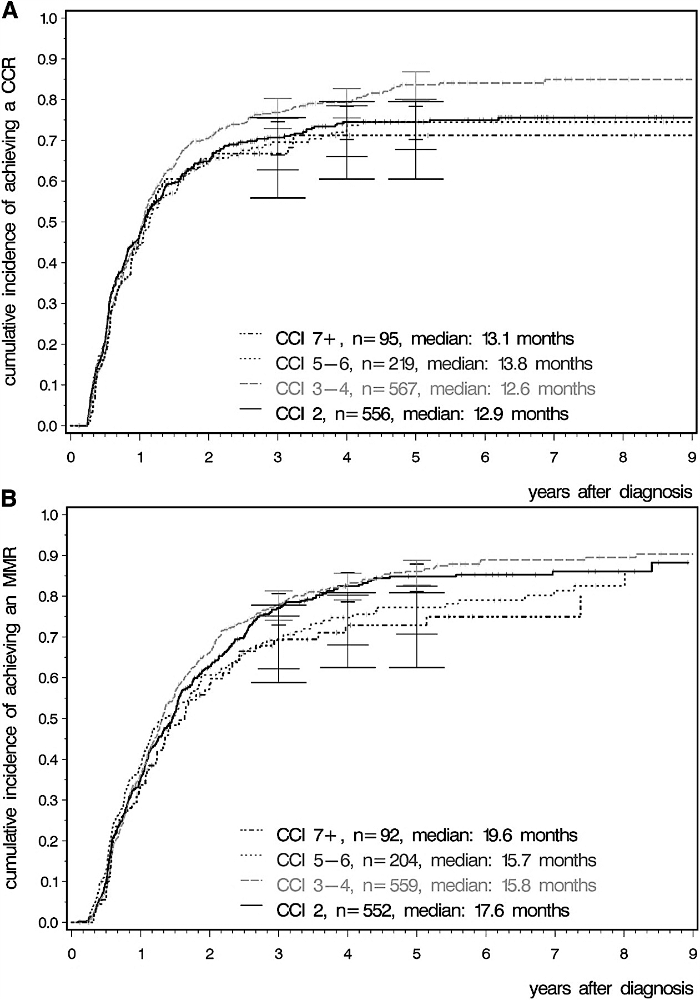 A
cumulative incidence of achieving a CCR
1.0
0.9
0.8
0.7
0.6
0.5
0.4
0.3
0.2
0.1
0.0
CCI 7+, n=95, median: 13.1 months
CCI 5–6, n=219, median: 13.8 months
CCI 3–4, n=567, median: 12.6 months
CCI 2, n=556, median: 12.9 months
0 1 2 3 4 5 6 7 8 9
years after diagnosis
B
cumulative incidence of achieving an MMR
1.0
0.9
0.8
0.7
0.6
0.5
0.4
0.3
0.2
0.1
0.0
CCI 7+, n=92, median: 19.6 months
CCI 5–6, n=204, median: 15.7 months
CCI 3–4, n=559, median: 15.8 months
CCI 2, n=552, median: 17.6 months
0 1 2 3 4 5 6 7 8 9
years after diagnosis